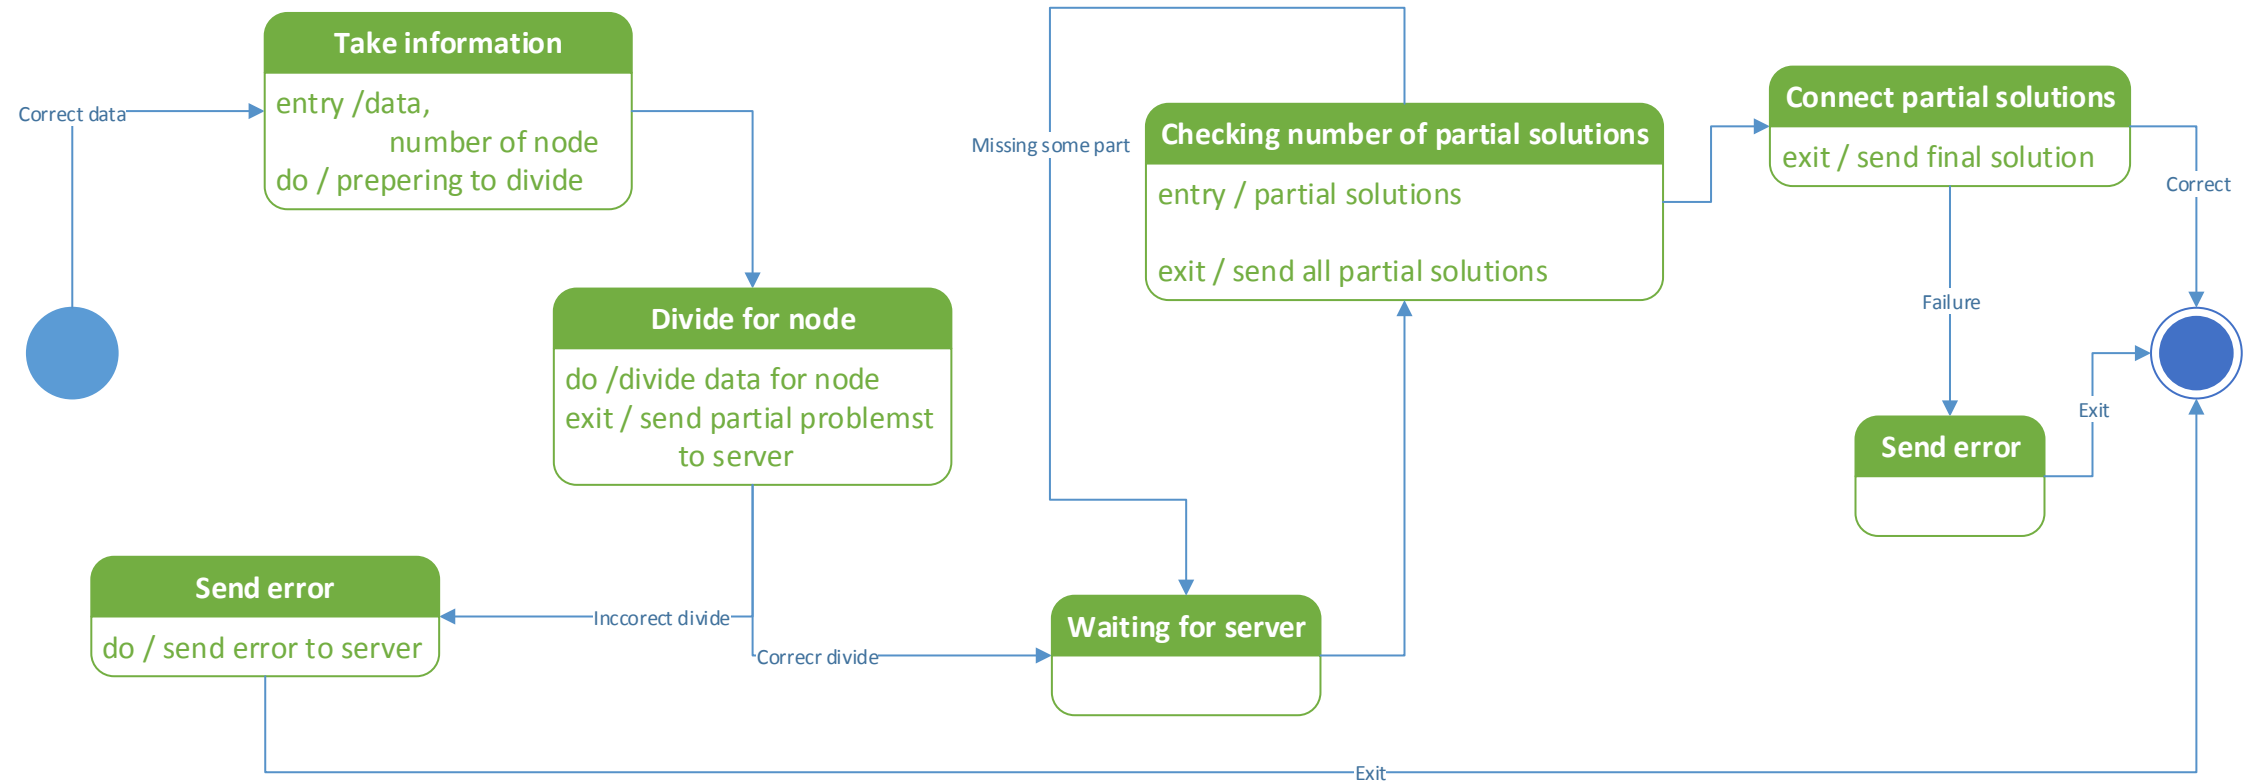 Take information
entry /data,
number of node
do / prepering to divide
Correct data
Divide for node
do /divide data for node
exit / send partial problemst
to server
Send error
do / send error to server
Inccorect divide
Correcr divide
Waiting for server
Missing some part
Checking number of partial solutions
entry / partial solutions
exit / send all partial solutions
Connect partial solutions
exit / send final solution
Correct
Failure
Send error
Exit
Exit